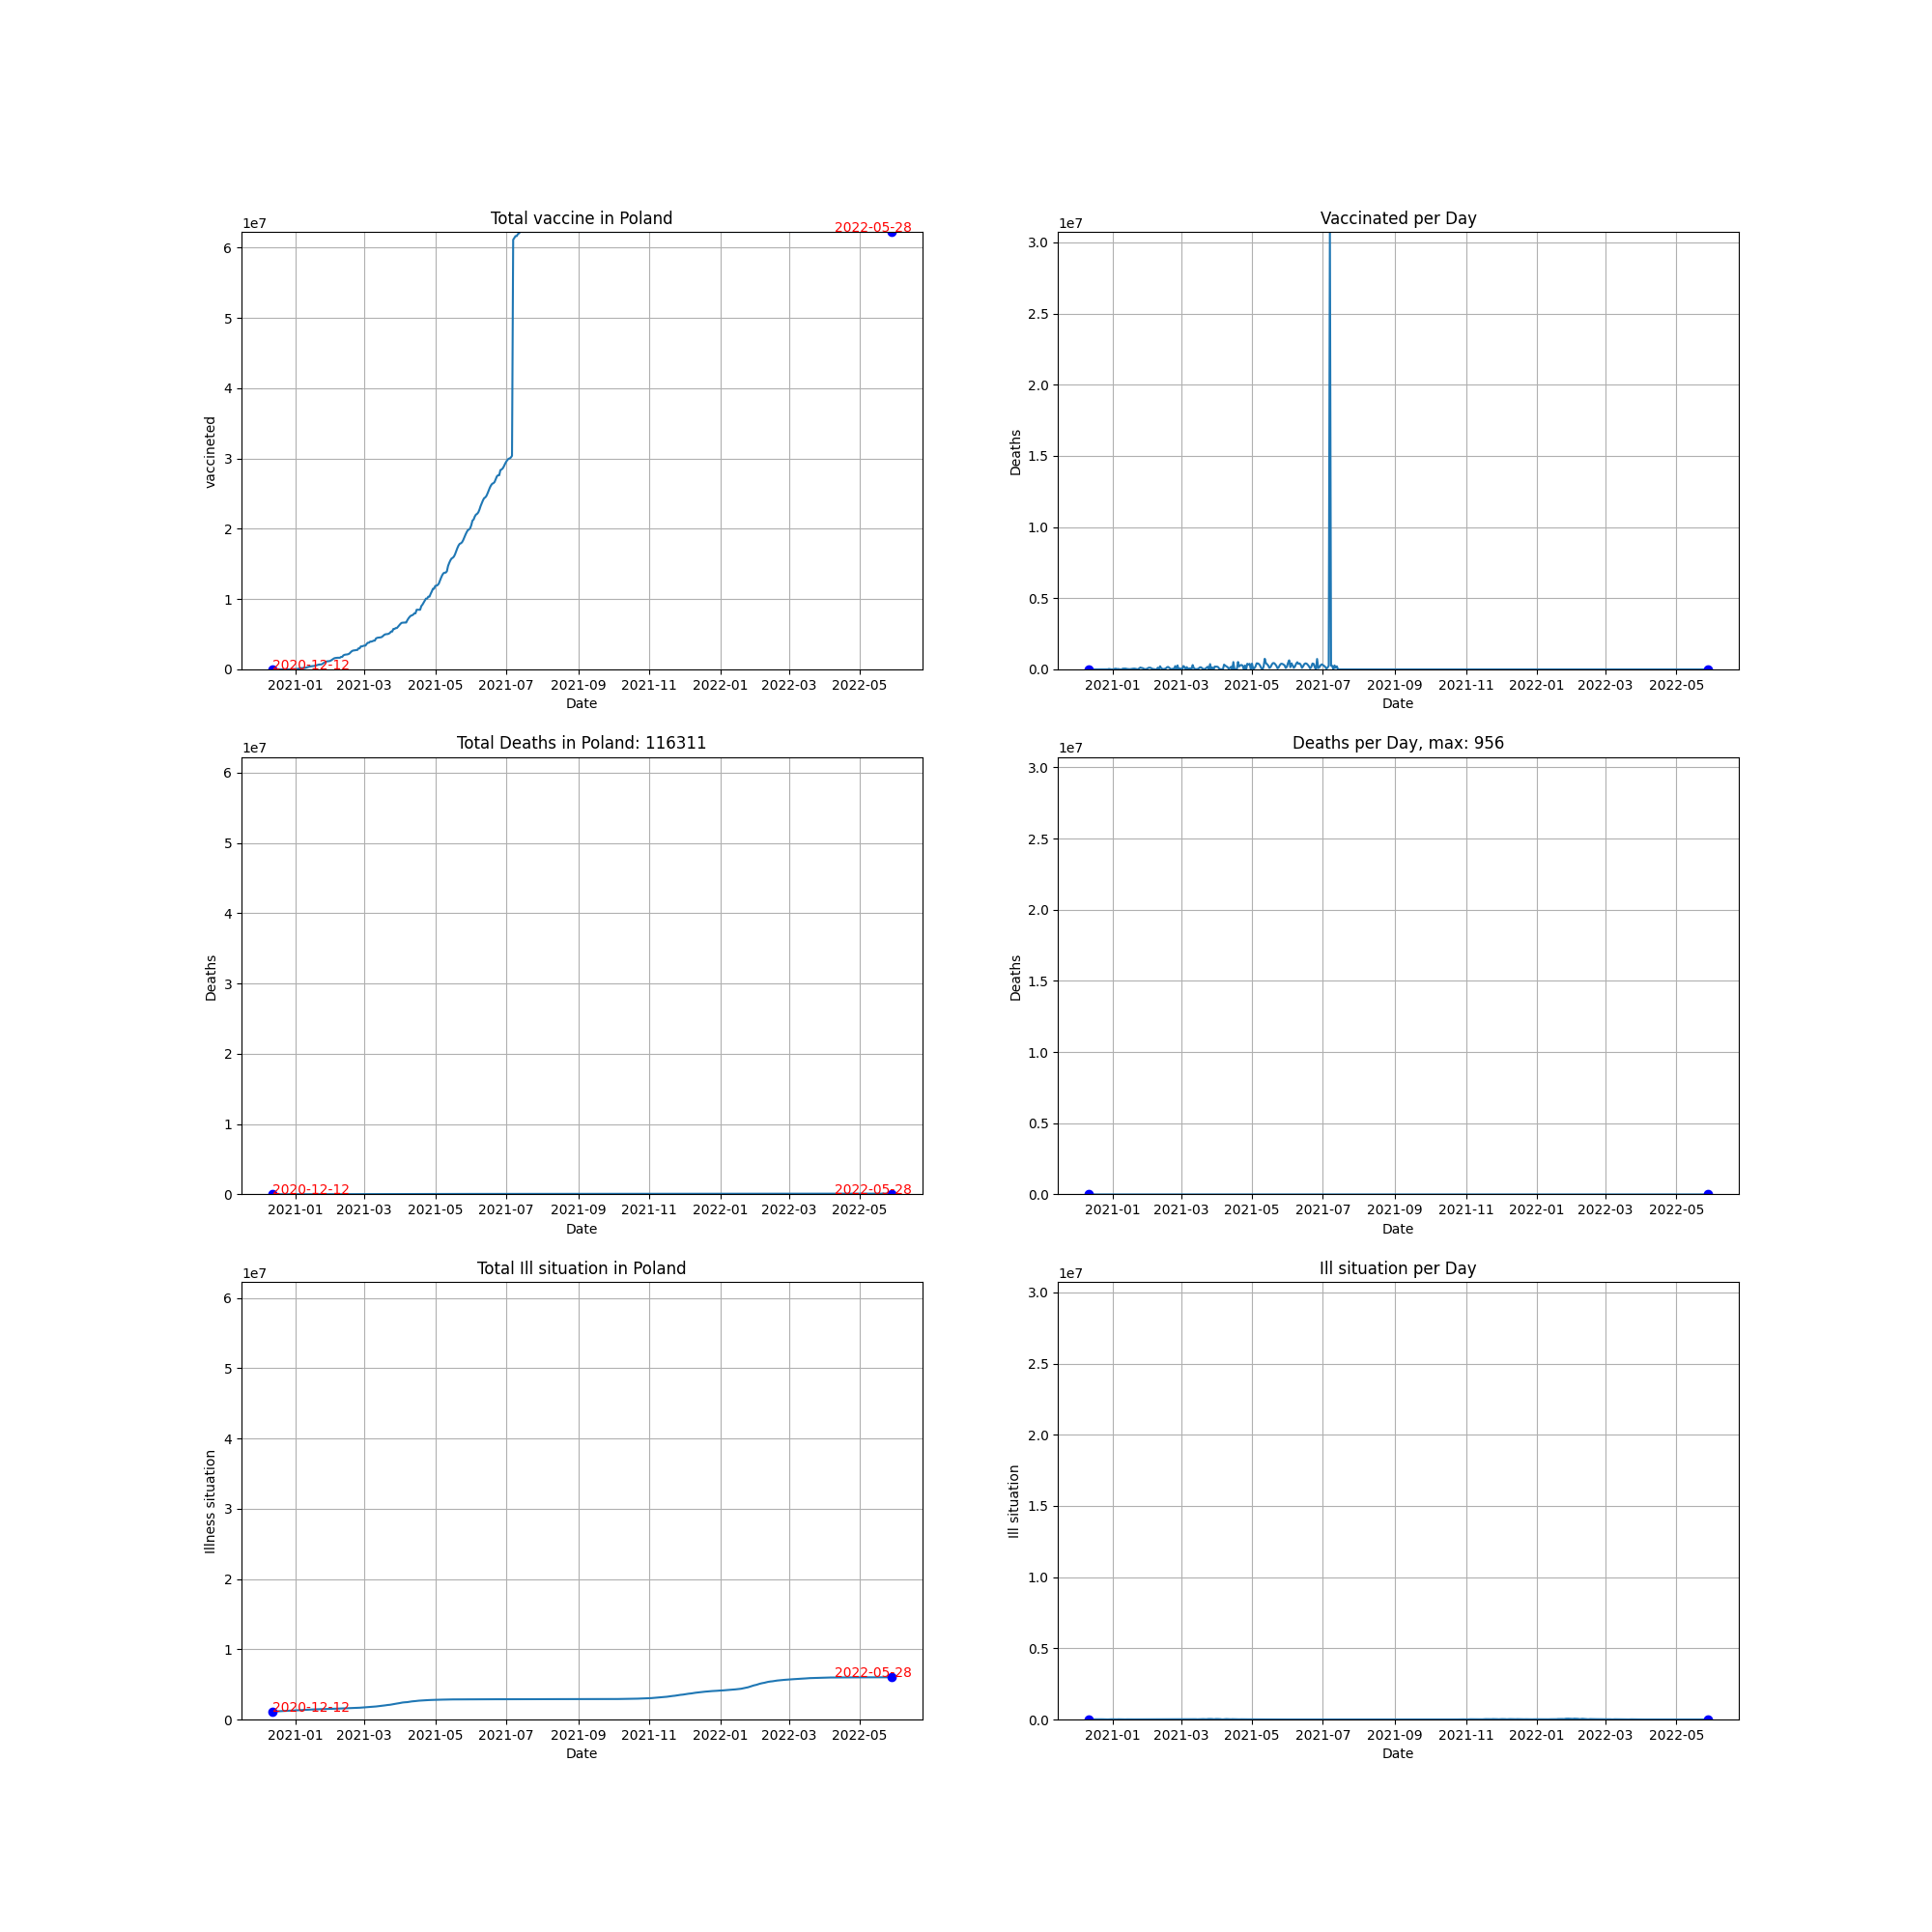 Total vaccine in Poland
1e7
2022-05-28
6
5
4
3
2
1
0
vaccineted
2020-12-12
2021-01 2021-03 2021-05 2021-07 2021-09 2021-11 2022-01 2022-03 2022-05
Date
Vaccinated per Day
1e7
3.0
2.5
2.0
1.5
1.0
0.5
0.0
Deaths
2021-01 2021-03 2021-05 2021-07 2021-09 2021-11 2022-01 2022-03 2022-05
Date
Total Deaths in Poland: 116311
1e7
6
5
4
3
2
1
0
Deaths
2020-12-12
2022-05-28
2021-01 2021-03 2021-05 2021-07 2021-09 2021-11 2022-01 2022-03 2022-05
Date
Deaths per Day, max: 956
1e7
3.0
2.5
2.0
1.5
1.0
0.5
0.0
Deaths
2021-01 2021-03 2021-05 2021-07 2021-09 2021-11 2022-01 2022-03 2022-05
Date
Total Ill situation in Poland
1e7
6
5
4
3
2
1
0
Illness situation
2020-12-12
2022-05-28
2021-01 2021-03 2021-05 2021-07 2021-09 2021-11 2022-01 2022-03 2022-05
Date
Ill situation per Day
1e7
3.0
2.5
2.0
1.5
1.0
0.5
0.0
Ill situation
2021-01 2021-03 2021-05 2021-07 2021-09 2021-11 2022-01 2022-03 2022-05
Date